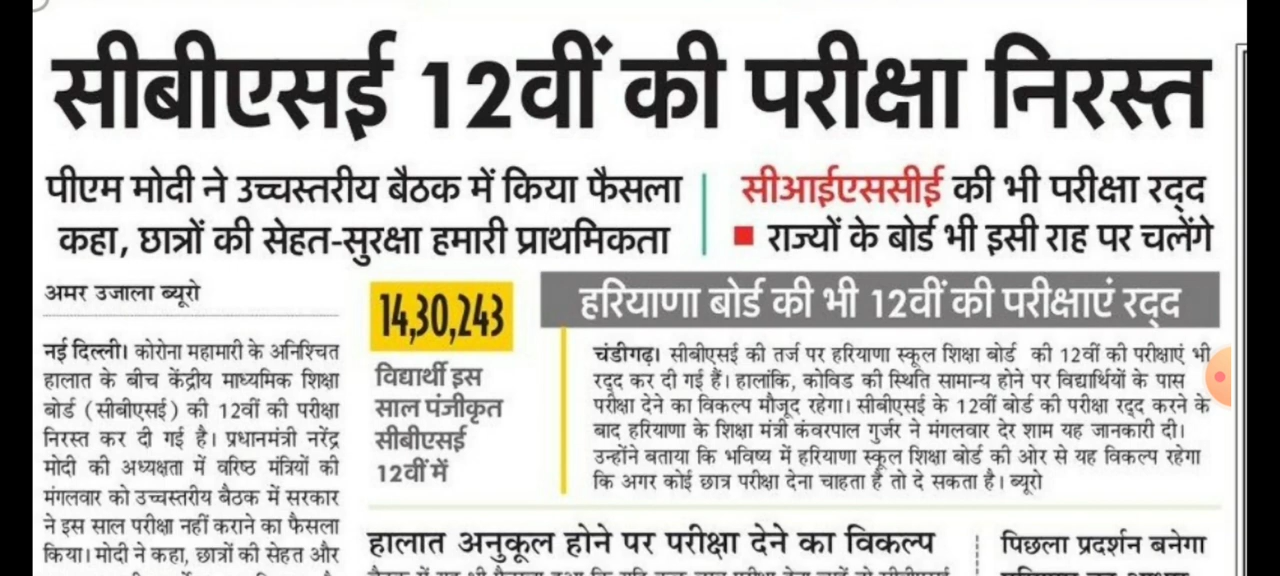 सीबीएसई 12वीं की परीक्षा निरस्त
पीएम मोदी ने उच्चस्तरीय बैठक में किया फैसला
कहा, छात्रों की सेहत-सुरक्षा हमारी प्राथमिकता
सीआईएससीई की भी परीक्षा रद्द
राज्यों के बोर्ड भी इसी राह पर चलेंगे
अमर उजाला ब्यूरो
नई दिल्ली। कोरोना महामारी के अनिश्चित
हालात के बीच केंद्रीय माध्यमिक शिक्षा
बोर्ड (सीबीएसई) की 12वीं की परीक्षा
निरस्त कर दी गई है। प्रधानमंत्री नरेंद्र
मोदी की अध्यक्षता में वरिष्ठ मंत्रियों की
मंगलवार को उच्चस्तरीय बैठक में सरकार
ने इस साल परीक्षा नहीं कराने का फैसला
किया। मोदी ने कहा, छात्रों की सेहत और
14,30,243
विद्यार्थी इस
साल पंजीकृत
सीबीएसई
12वीं में
हरियाणा बोर्ड की भी 12वीं की परीक्षाएं रद्द
चंडीगढ़। सीबीएसई की तर्ज पर हरियाणा स्कूल शिक्षा बोर्ड की 12वीं की परीक्षाएं भी
रद्द कर दी गई हैं। हालांकि, कोविड की स्थिति सामान्य होने पर विद्यार्थियों के पास
परीक्षा देने का विकल्प मौजूद रहेगा। सीबीएसई के 12वीं बोर्ड की परीक्षा रद्द करने के
बाद हरियाणा के शिक्षा मंत्री कंवरपाल गुर्जर ने मंगलवार देर शाम यह जानकारी दी।
उन्होंने बताया कि भविष्य में हरियाणा स्कूल शिक्षा बोर्ड की ओर से यह विकल्प रहेगा
कि अगर कोई छात्र परीक्षा देना चाहता है तो दे सकता है। ब्यूरो
हालात अनुकूल होने पर परीक्षा देने का विकल्प
पिछला प्रदर्शन बनेगा